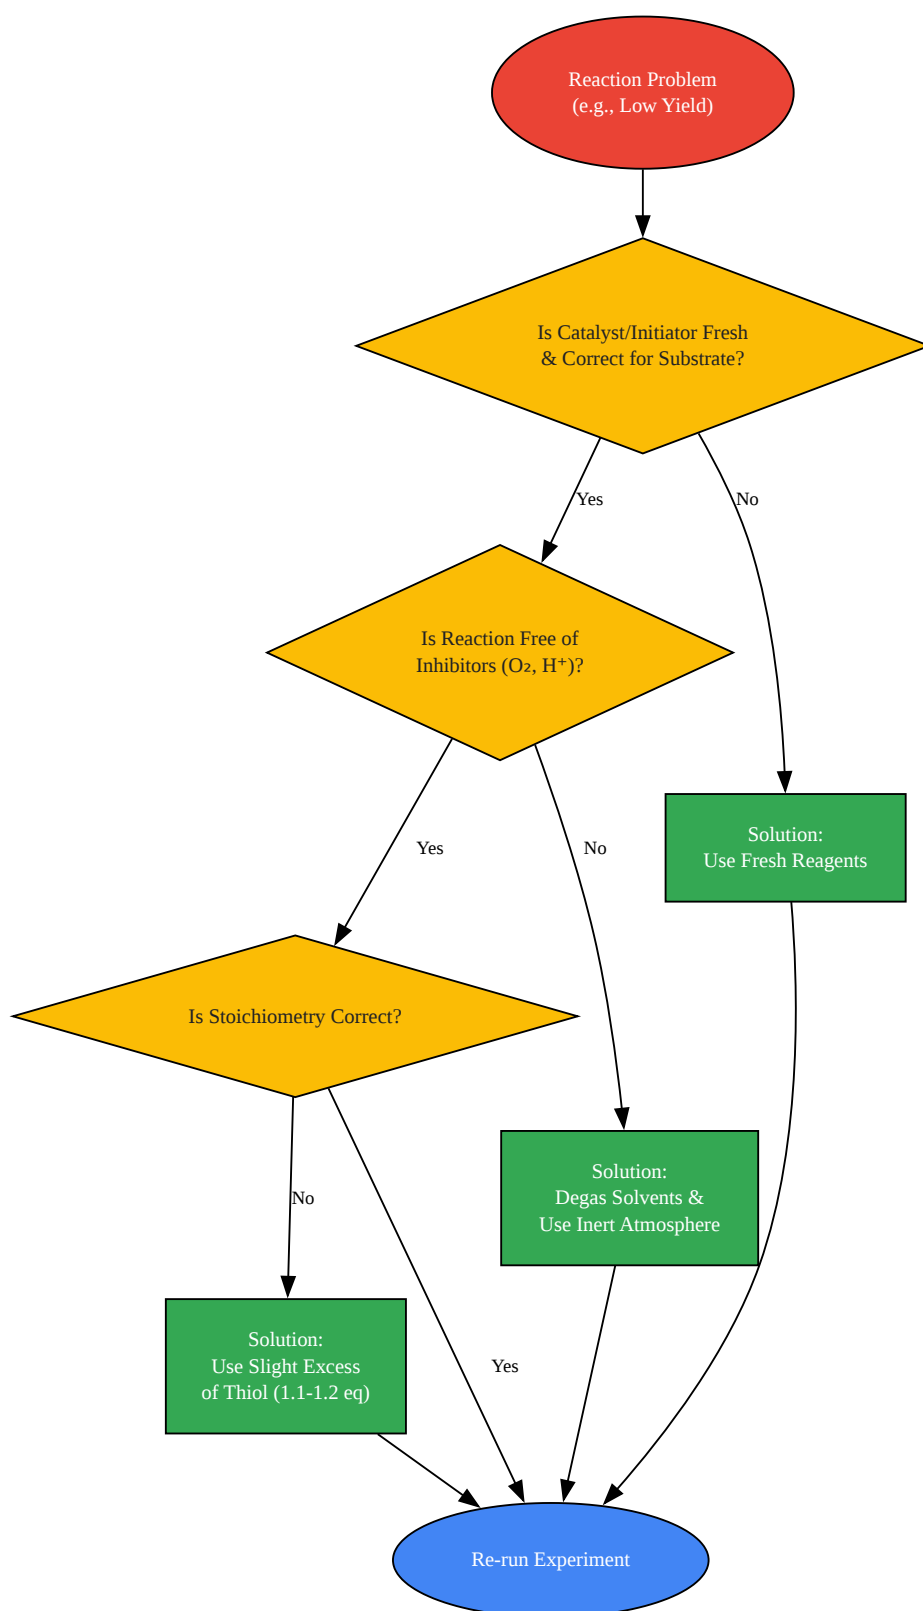 Reaction Problem
(e.g., Low Yield)
Is Catalyst/Initiator Fresh
& Correct for Substrate?
Yes
No
Is Reaction Free of
Inhibitors (O₂, H⁺)?
Solution:
Use Fresh Reagents
Yes
No
Is Stoichiometry Correct?
Solution:
Degas Solvents &
Use Inert Atmosphere
No
Solution:
Use Slight Excess
of Thiol (1.1-1.2 eq)
Yes
Re-run Experiment